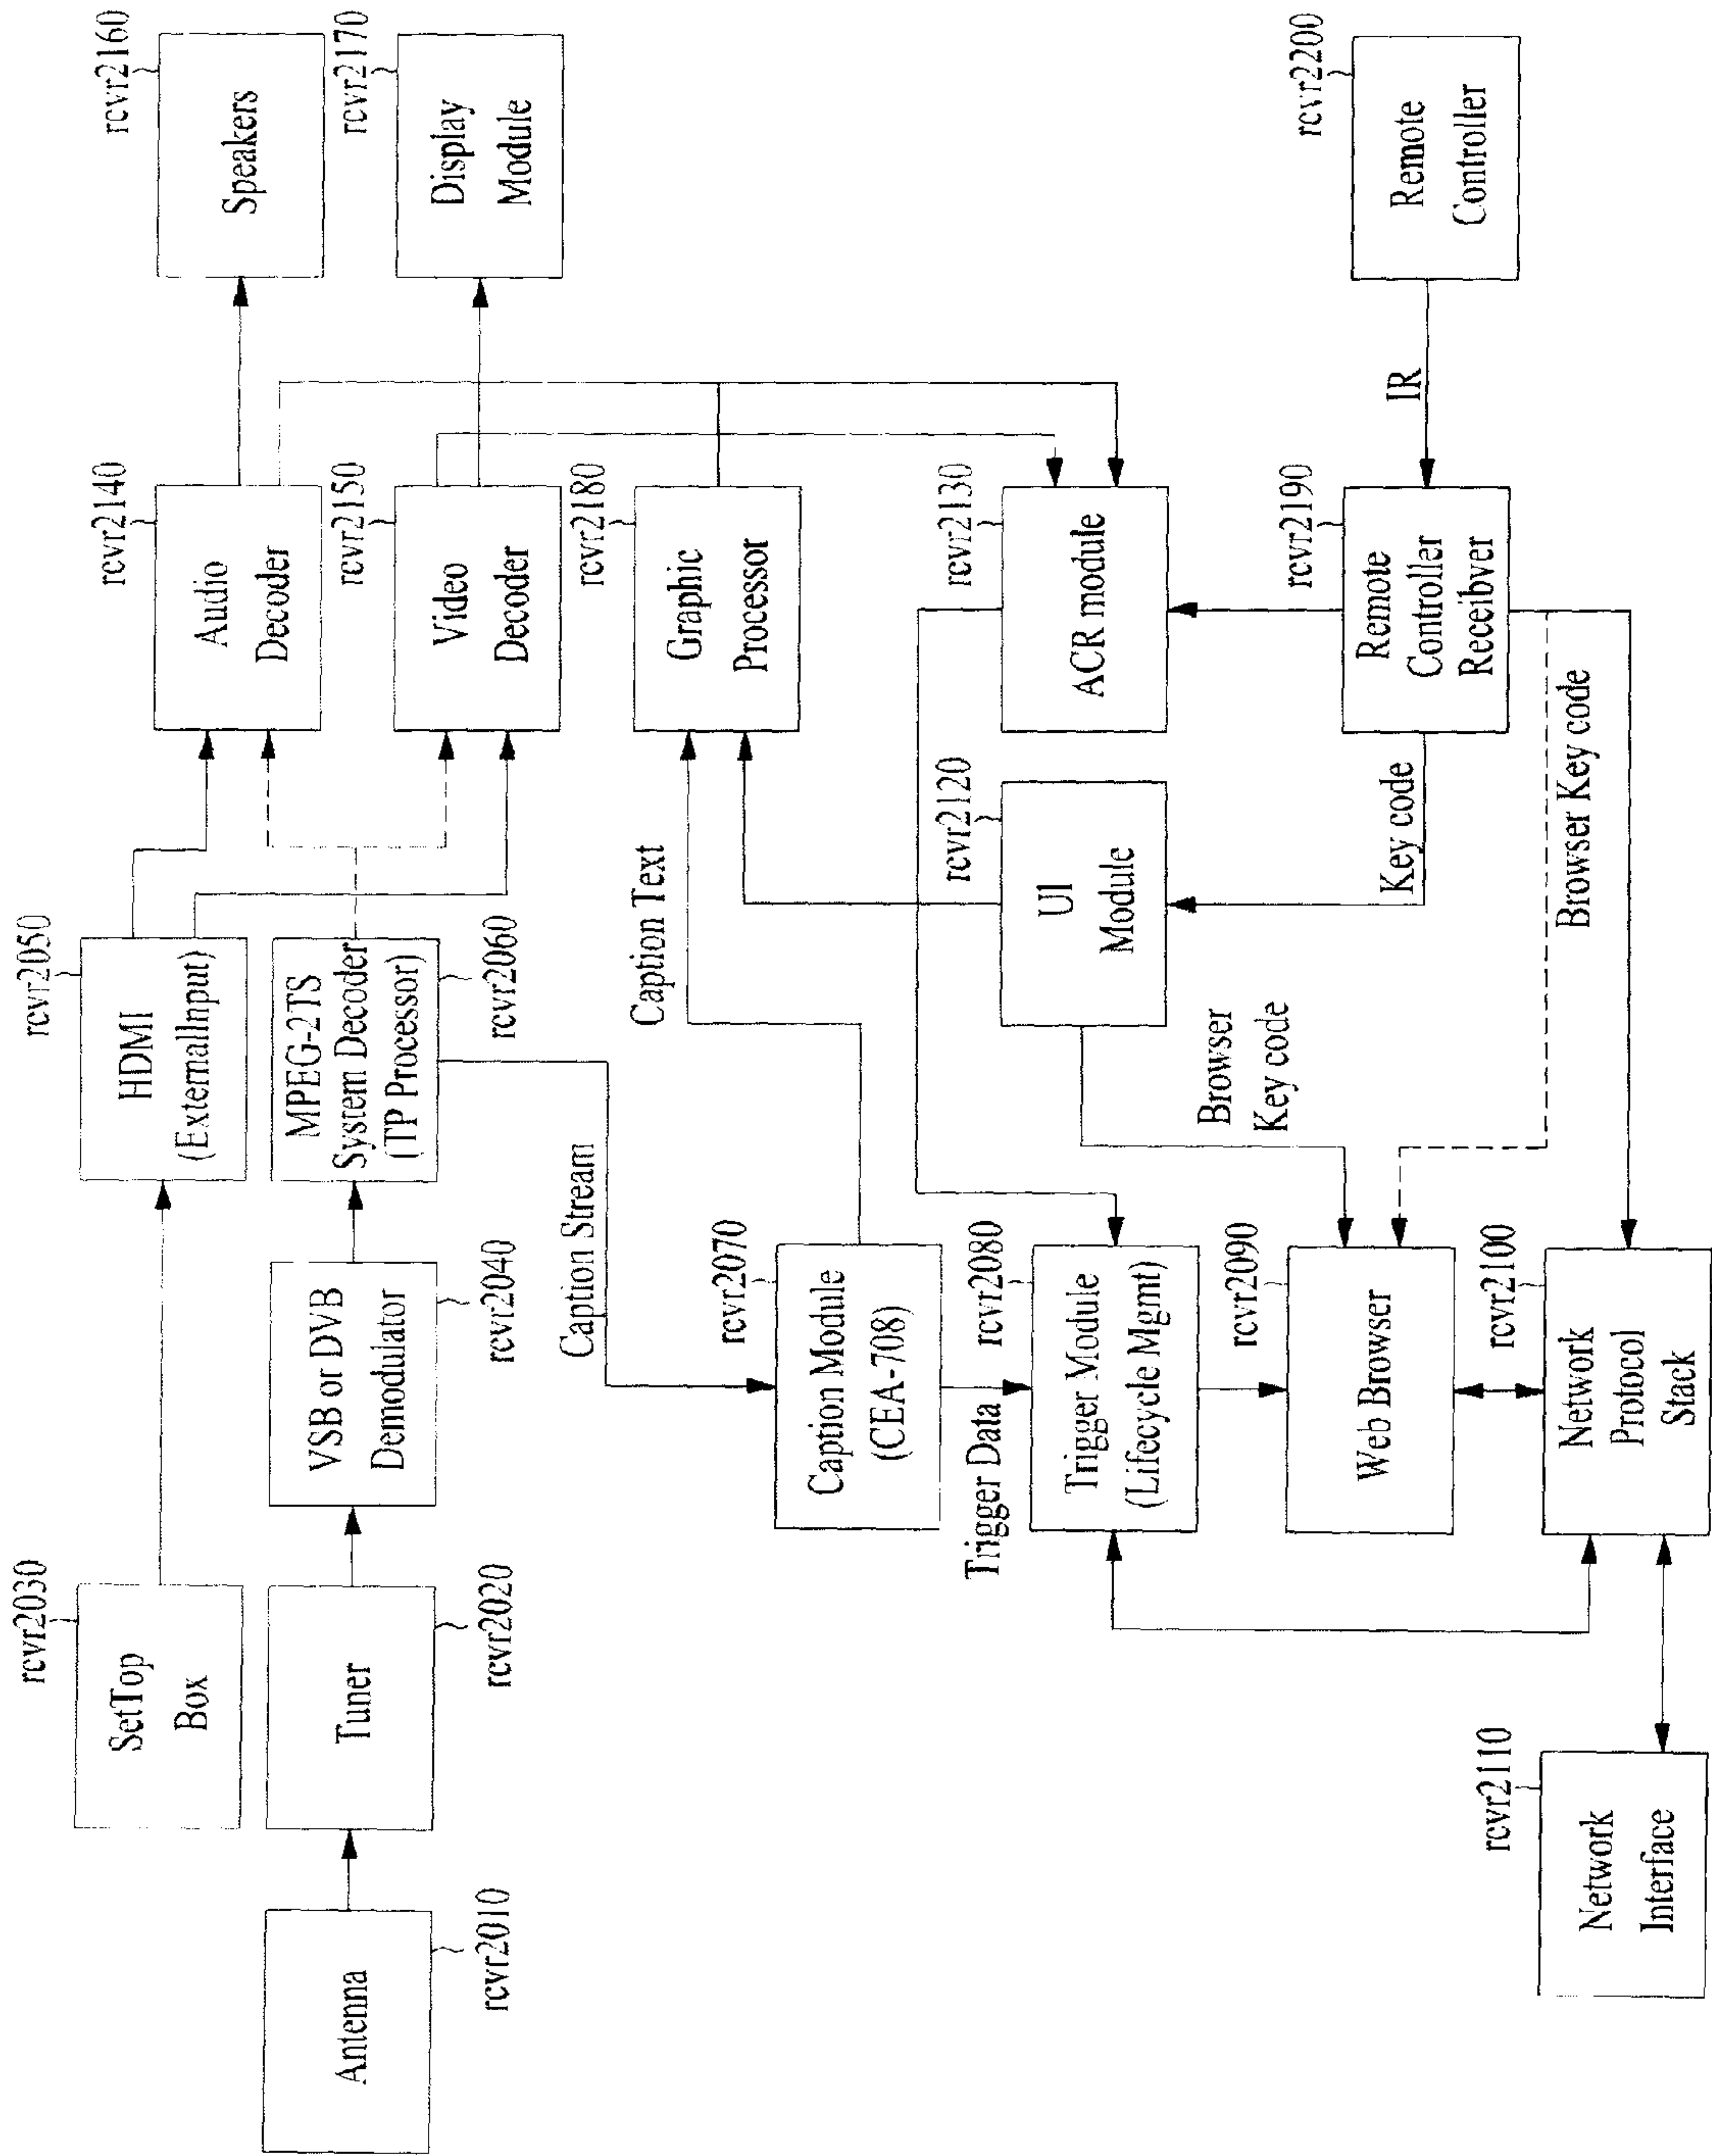 rcvr2010
Antenna
rcvr2020
Tuner
rcvr2030
SetTop
Box
rcvr2040
VSB or DVB
Demodulator
rcvr2050
HDMI
(ExternalInput)
MPEG-2TS
System Decoder
(TP Processor)
rcvr2060
rcvr2140
Audio
Decoder
rcvr2150
Video
Decoder
rcvr2160
Speakers
rcvr2170
Display
Module
Caption Stream
Caption Text
rcvr2180
Graphic
Processor
rcvr2070
Caption Module
(CEA-708)
Trigger Data
rcvr2080
Trigger Module
(Lifecycle Mgmt)
rcvr2120
UI
Module
rcvr2130
ACR module
Browser
Key code
Key code
rcvr2090
Web Browser
rcvr2190
Remote
Controller
Receibver
IR
rcvr2200
Remote
Controller
Browser Key code
rcvr2100
Network
Protocol
Stack
rcvr2110
Network
Interface